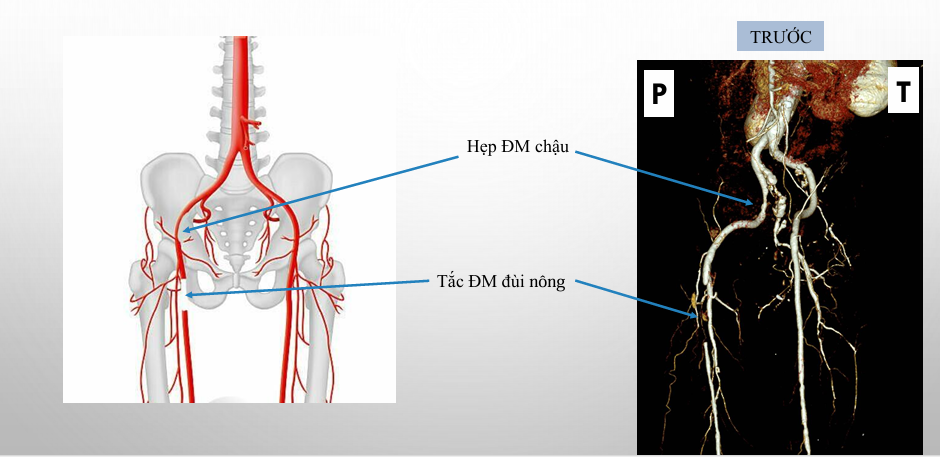 TRƯỚC
P
T
Hẹp ĐM chậu
Tắc ĐM đùi nông